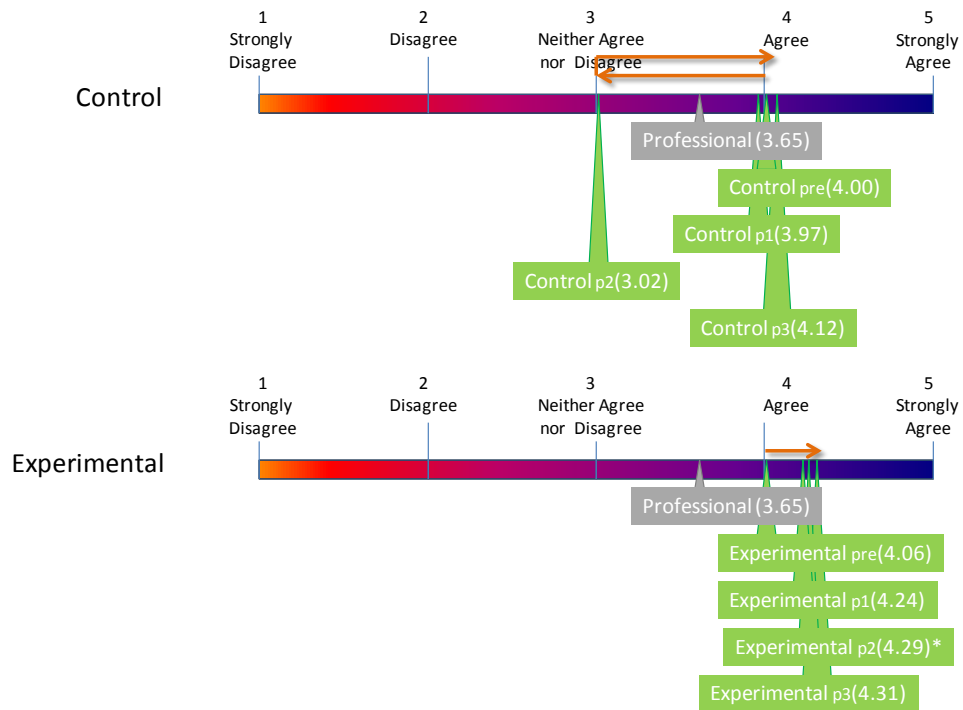 1 2 3 4 5
Strongly Disagree Neither Agree Agree Strongly
Disagree nor Disagree Agree
Control
Professional (3.65)
Control pre(4.00)
Control p1(3.97)
Control p2(3.02)
Control p3(4.12)
1 2 3 4 5
Strongly Disagree Neither Agree Agree Strongly
Disagree nor Disagree Agree
Experimental
Professional (3.65)
Experimental pre(4.06)
Experimental p1(4.24)
Experimental p2(4.29)*
Experimental p3(4.31)